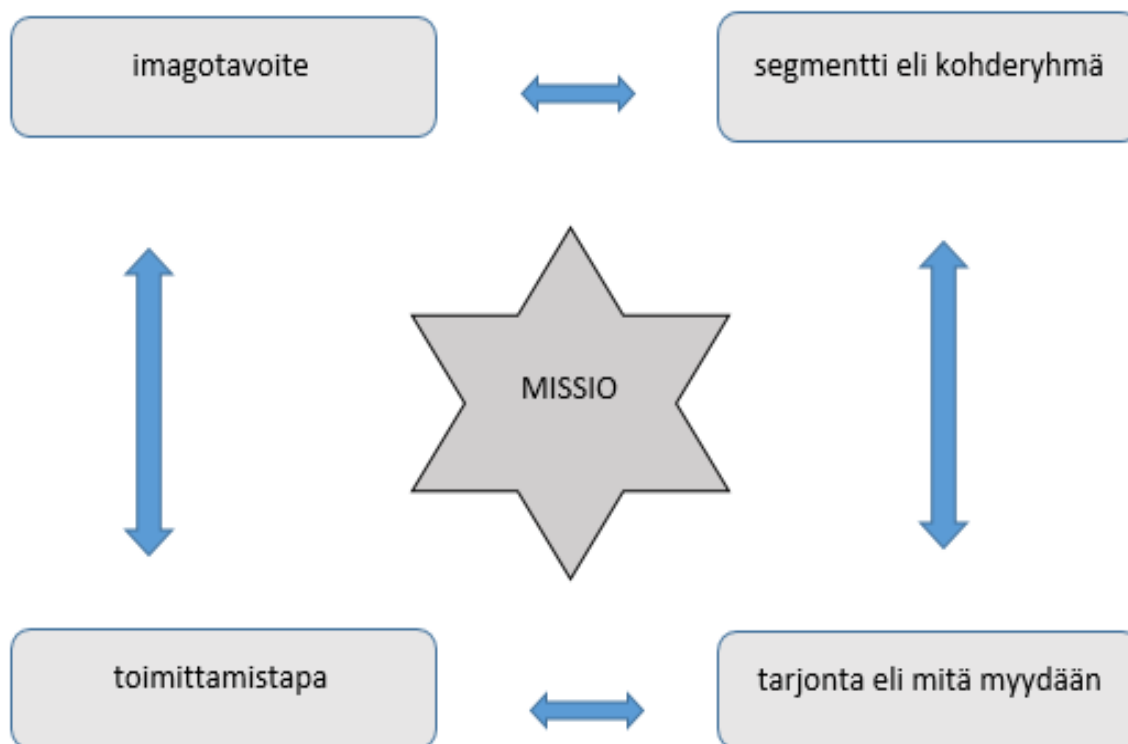 imagotavoite
segmentti eli kohderyhmä
MISSIO
toimittamistapa
tarjonta eli mitä myydään